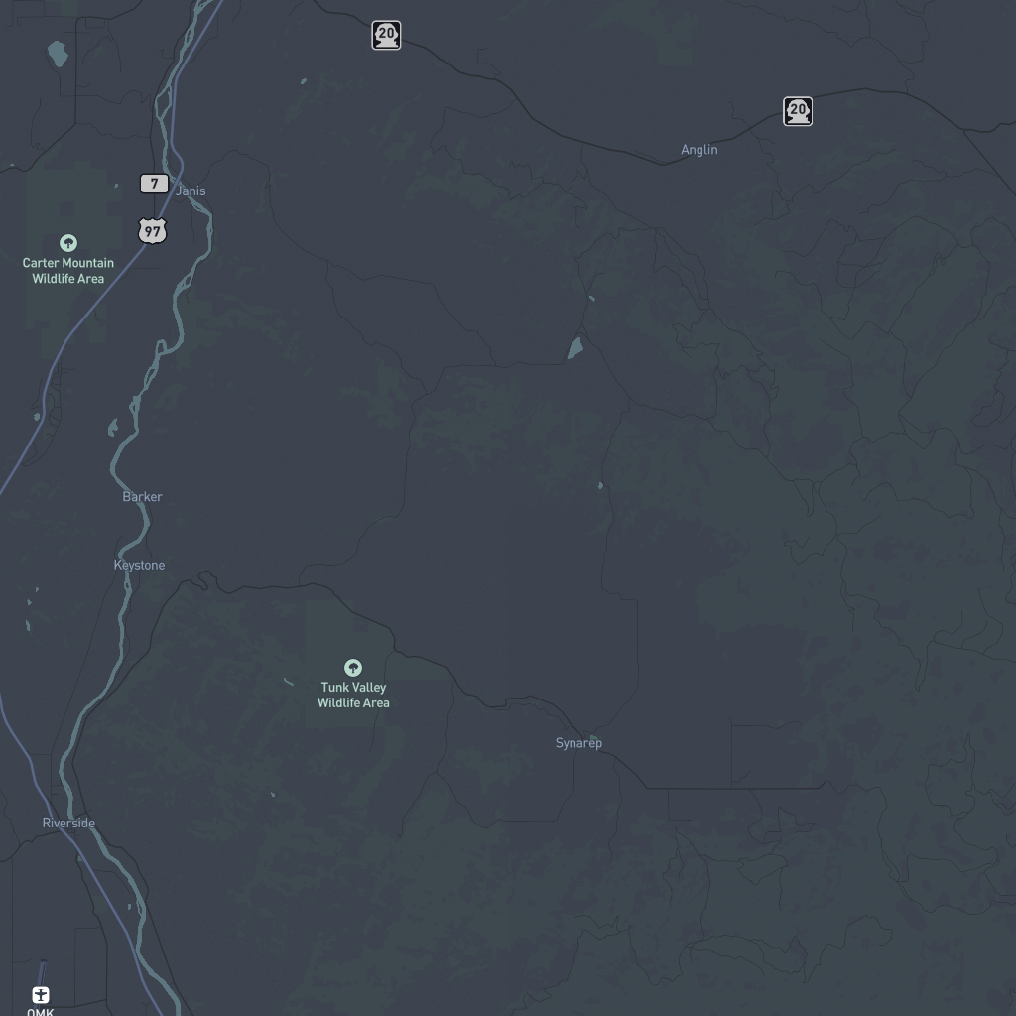 20
20
Anglin
7
Janis
97
Carter Mountain
Wildlife Area
Barker
Keystone
Tunk Valley
Wildlife Area
Synarep
Riverside
OMK